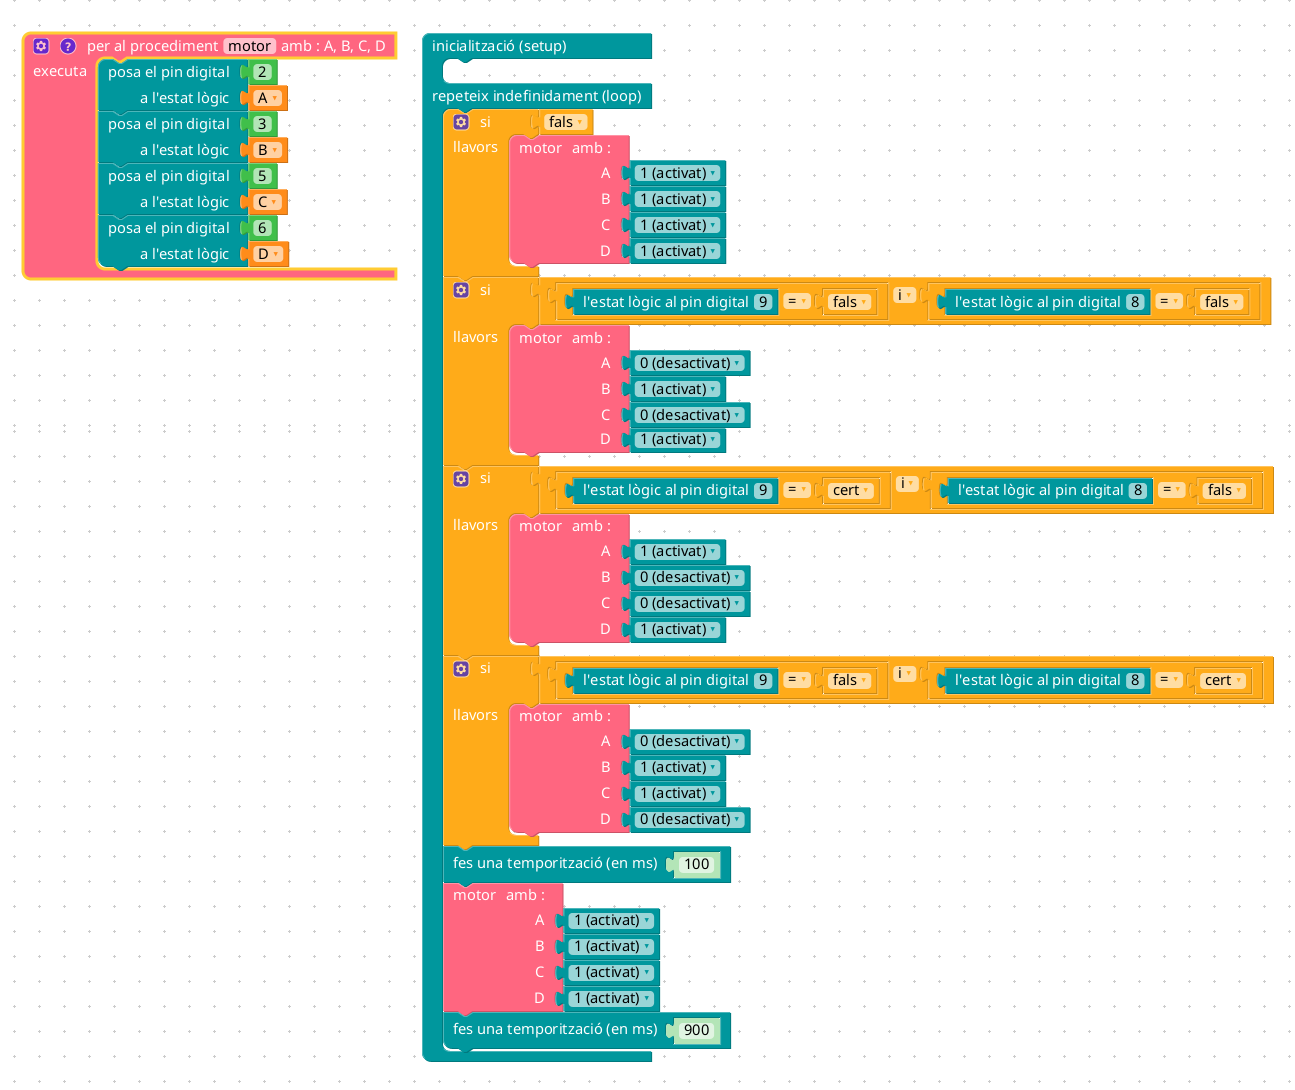 ? per al procediment motor amb : A, B, C, D
executa posa el pin digital 2
a l'estat lògic A
posa el pin digital 3
a l'estat lògic B
posa el pin digital 5
a l'estat lògic C
posa el pin digital 6
a l'estat lògic D
inicialització (setup)
repeteix indefinidament (loop)
si fals
llavors motor amb :
A 1 (activat)
B 1 (activat)
C 1 (activat)
D 1 (activat)
si l'estat lògic al pin digital 9 = fals i l'estat lògic al pin digital 8 = fals
llavors motor amb :
A 0 (desactivat)
B 1 (activat)
C 0 (desactivat)
D 1 (activat)
si l'estat lògic al pin digital 9 = cert i l'estat lògic al pin digital 8 = fals
llavors motor amb :
A 1 (activat)
B 0 (desactivat)
C 0 (desactivat)
D 1 (activat)
si l'estat lògic al pin digital 9 = fals i l'estat lògic al pin digital 8 = cert
llavors motor amb :
A 0 (desactivat)
B 1 (activat)
C 1 (activat)
D 0 (desactivat)
fes una temporització (en ms) 100
motor amb :
A 1 (activat)
B 1 (activat)
C 1 (activat)
D 1 (activat)
fes una temporització (en ms) 900